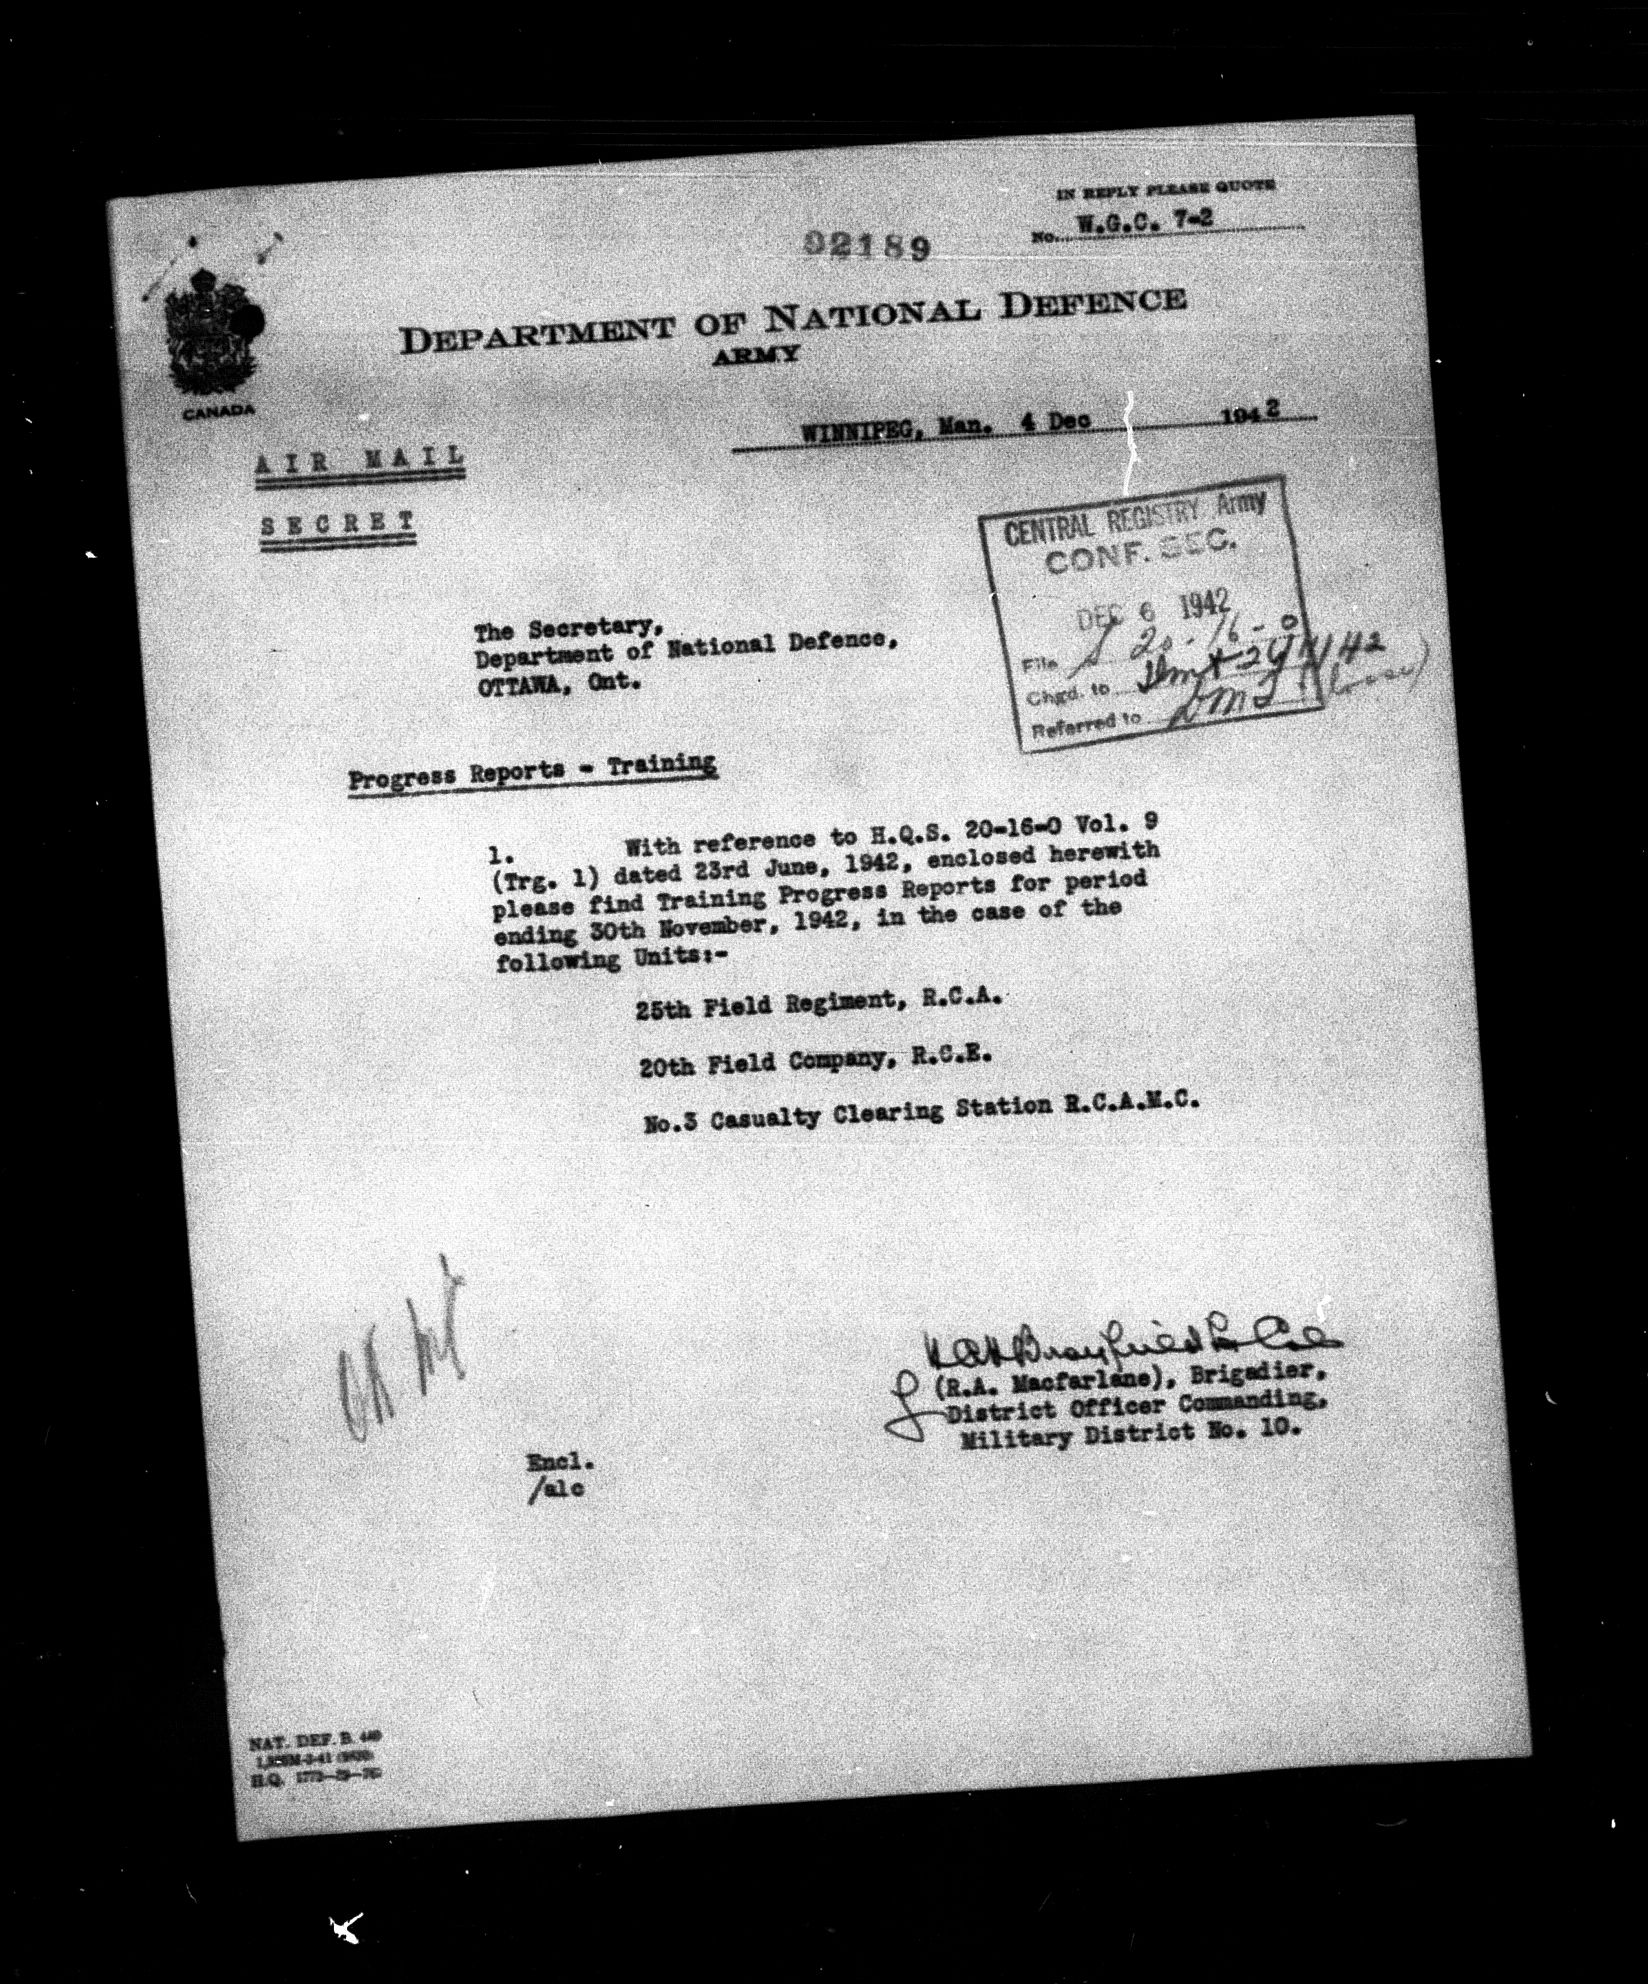 IN REPLY PLEASE QUOTE
No. W.G.C. 7-2
02189
DEPARTMENT OF NATIONAL DEFENCE
ARMY
CANADA
WINNIPEG, Man. 4 Dec 1942
AIR MAIL
SECRET
CENTRAL REGISTRY Army
CONF. SEC.
DEC 6 1942
File S 20-16-0
Chgd. to
Referred to
The Secretary,
Department of National Defence,
OTTAWA, Ont.
Progress Reports - Training
1. With reference to H.Q.S. 20-16-0 Vol. 9
(Trg. 1) dated 23rd June, 1942, enclosed herewith
please find Training Progress Reports for period
ending 30th November, 1942, in the case of the
following Units:-
25th Field Regiment, R.C.A.
20th Field Company, R.C.E.
No.3 Casualty Clearing Station R.C.A.M.C.
(R.A. Macfarlane), Brigadier,
District Officer Commanding,
Military District No. 10.
Encl.
/alc
NAT. DEF. B.
H.Q.